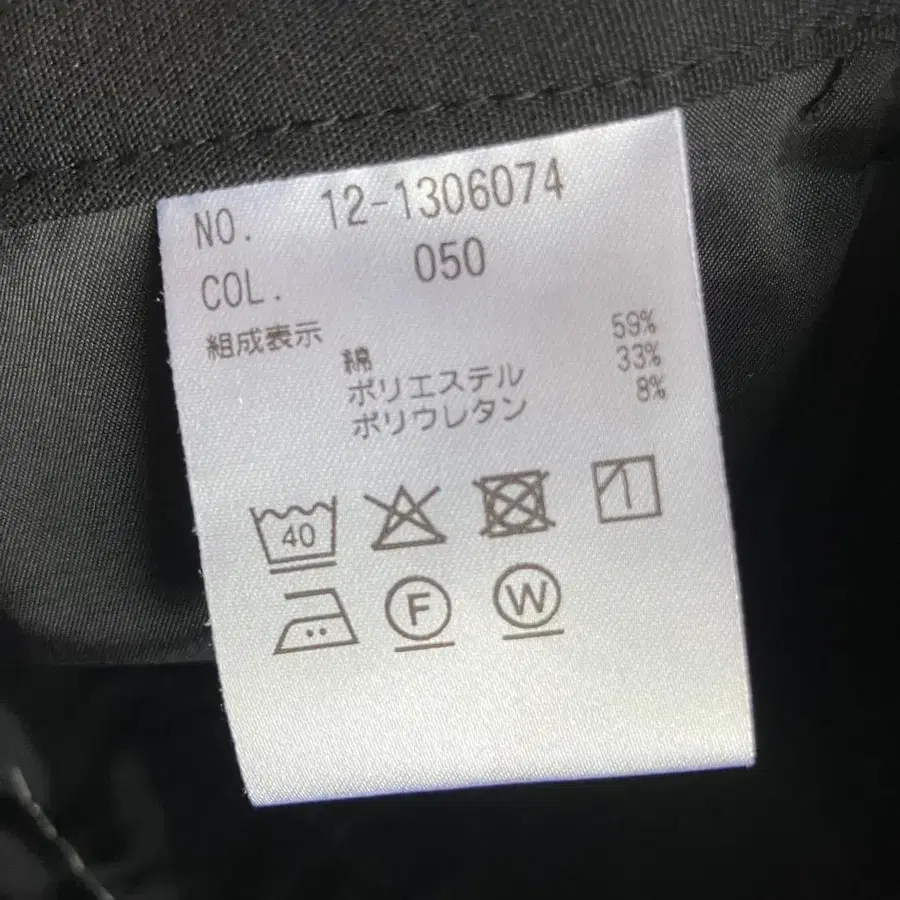 NO. 12-1306074
COL. 050
組成表示
綿 59%
ポリエステル 33%
ポリウレタン 8%
40
F W